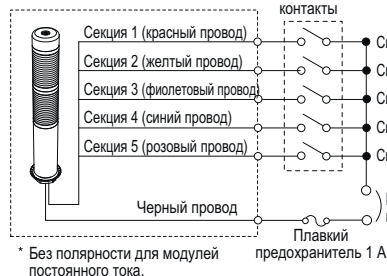 контакты
Секция 1 (красный провод)
Секция 2 (желтый провод)
Секция 3 (фиолетовый провод)
Секция 4 (синий провод)
Секция 5 (розовый провод)
Черный провод
Плавкий
предохранитель 1 А
* Без полярности для модулей
постоянного тока.